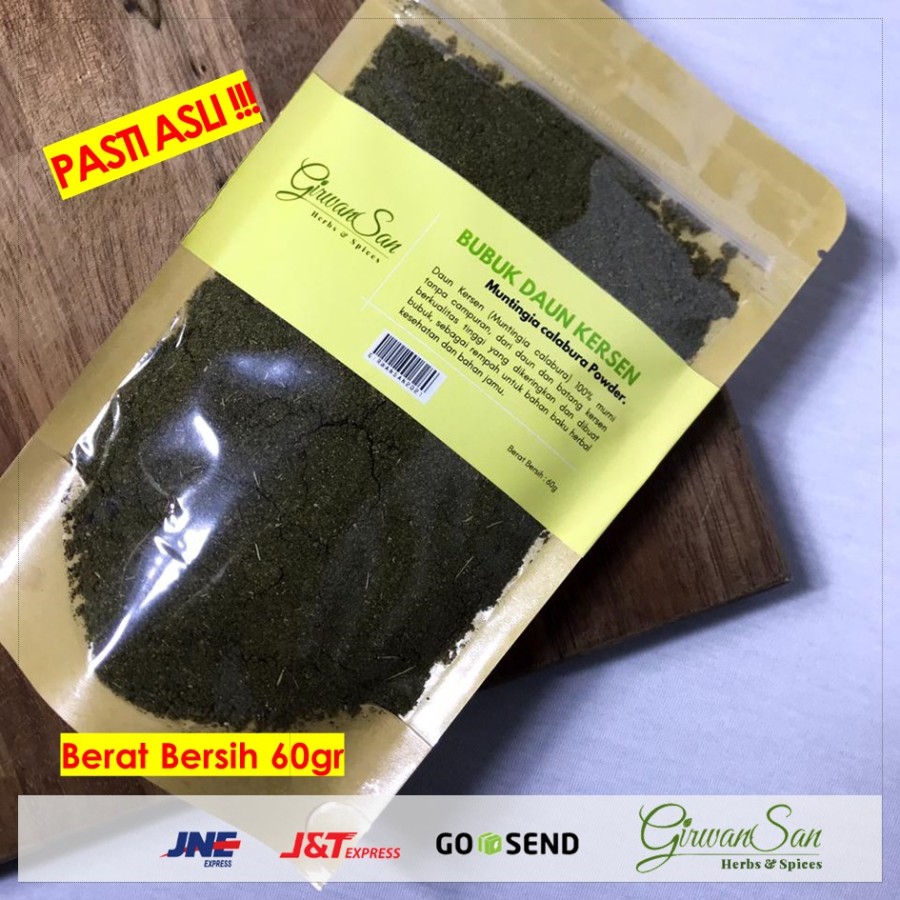 PASTI ASLI !!!
GirwanSan
Herbs & Spices
BUBUK DAUN KERSEN
Muntingia calabura Powder.
Daun Kersen (Muntingia calabura) 100% murni
tanpa campuran, dari daun dan batang kersen
berkualitas tinggi yang dikeringkan dan dibuat
bubuk, sebagai rempah untuk bahan baku herbal
kesehatan dan bahan jamu.
Berat Bersih : 60g
Berat Bersih 60gr
JNE
EXPRESS
J&T EXPRESS
GO SEND
GirwanSan
Herbs & Spices